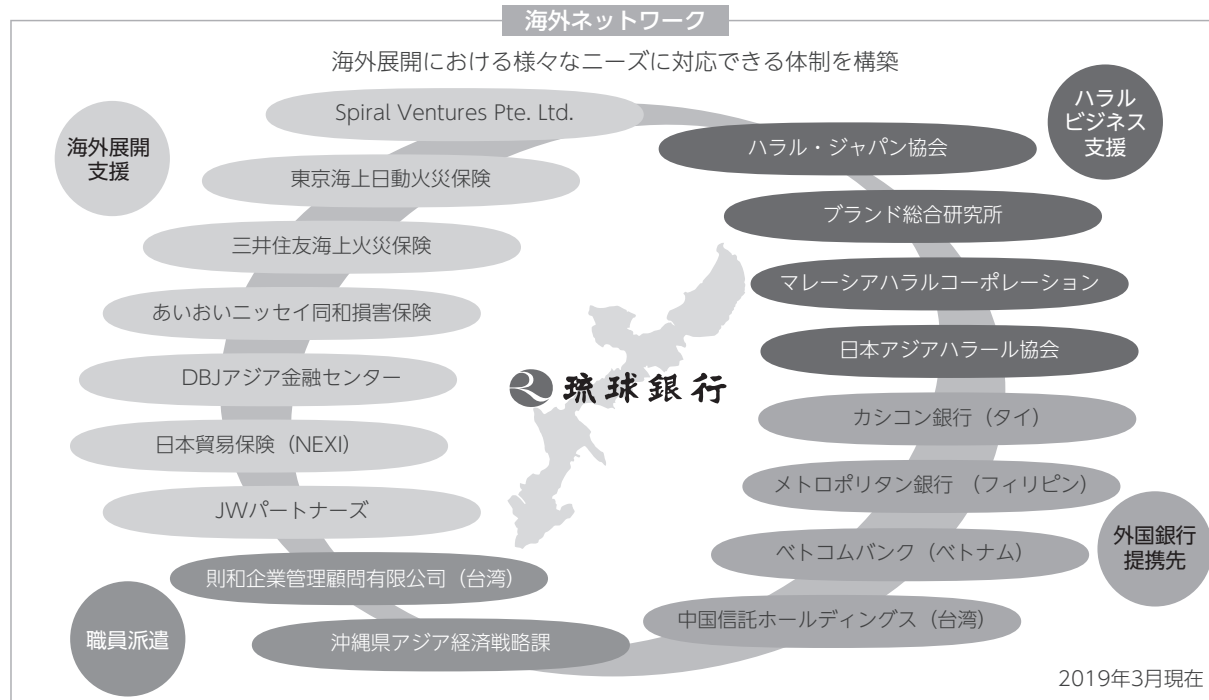 海外ネットワーク
海外展開における様々なニーズに対応できる体制を構築
海外展開
支援
Spiral Ventures Pte. Ltd.
東京海上日動火災保険
三井住友海上火災保険
あいおいニッセイ同和損害保険
DBJアジア金融センター
日本貿易保険（NEXI）
JWパートナーズ
職員派遣
則和企業管理顧問有限公司（台湾）
沖縄県アジア経済戦略課
琉球銀行
ハラル
ビジネス
支援
ハラル・ジャパン協会
ブランド総合研究所
マレーシアハラルコーポレーション
日本アジアハラール協会
外国銀行
提携先
カシコン銀行（タイ）
メトロポリタン銀行 （フィリピン）
ベトコムバンク（ベトナム）
中国信託ホールディングス（台湾）
2019年3月現在